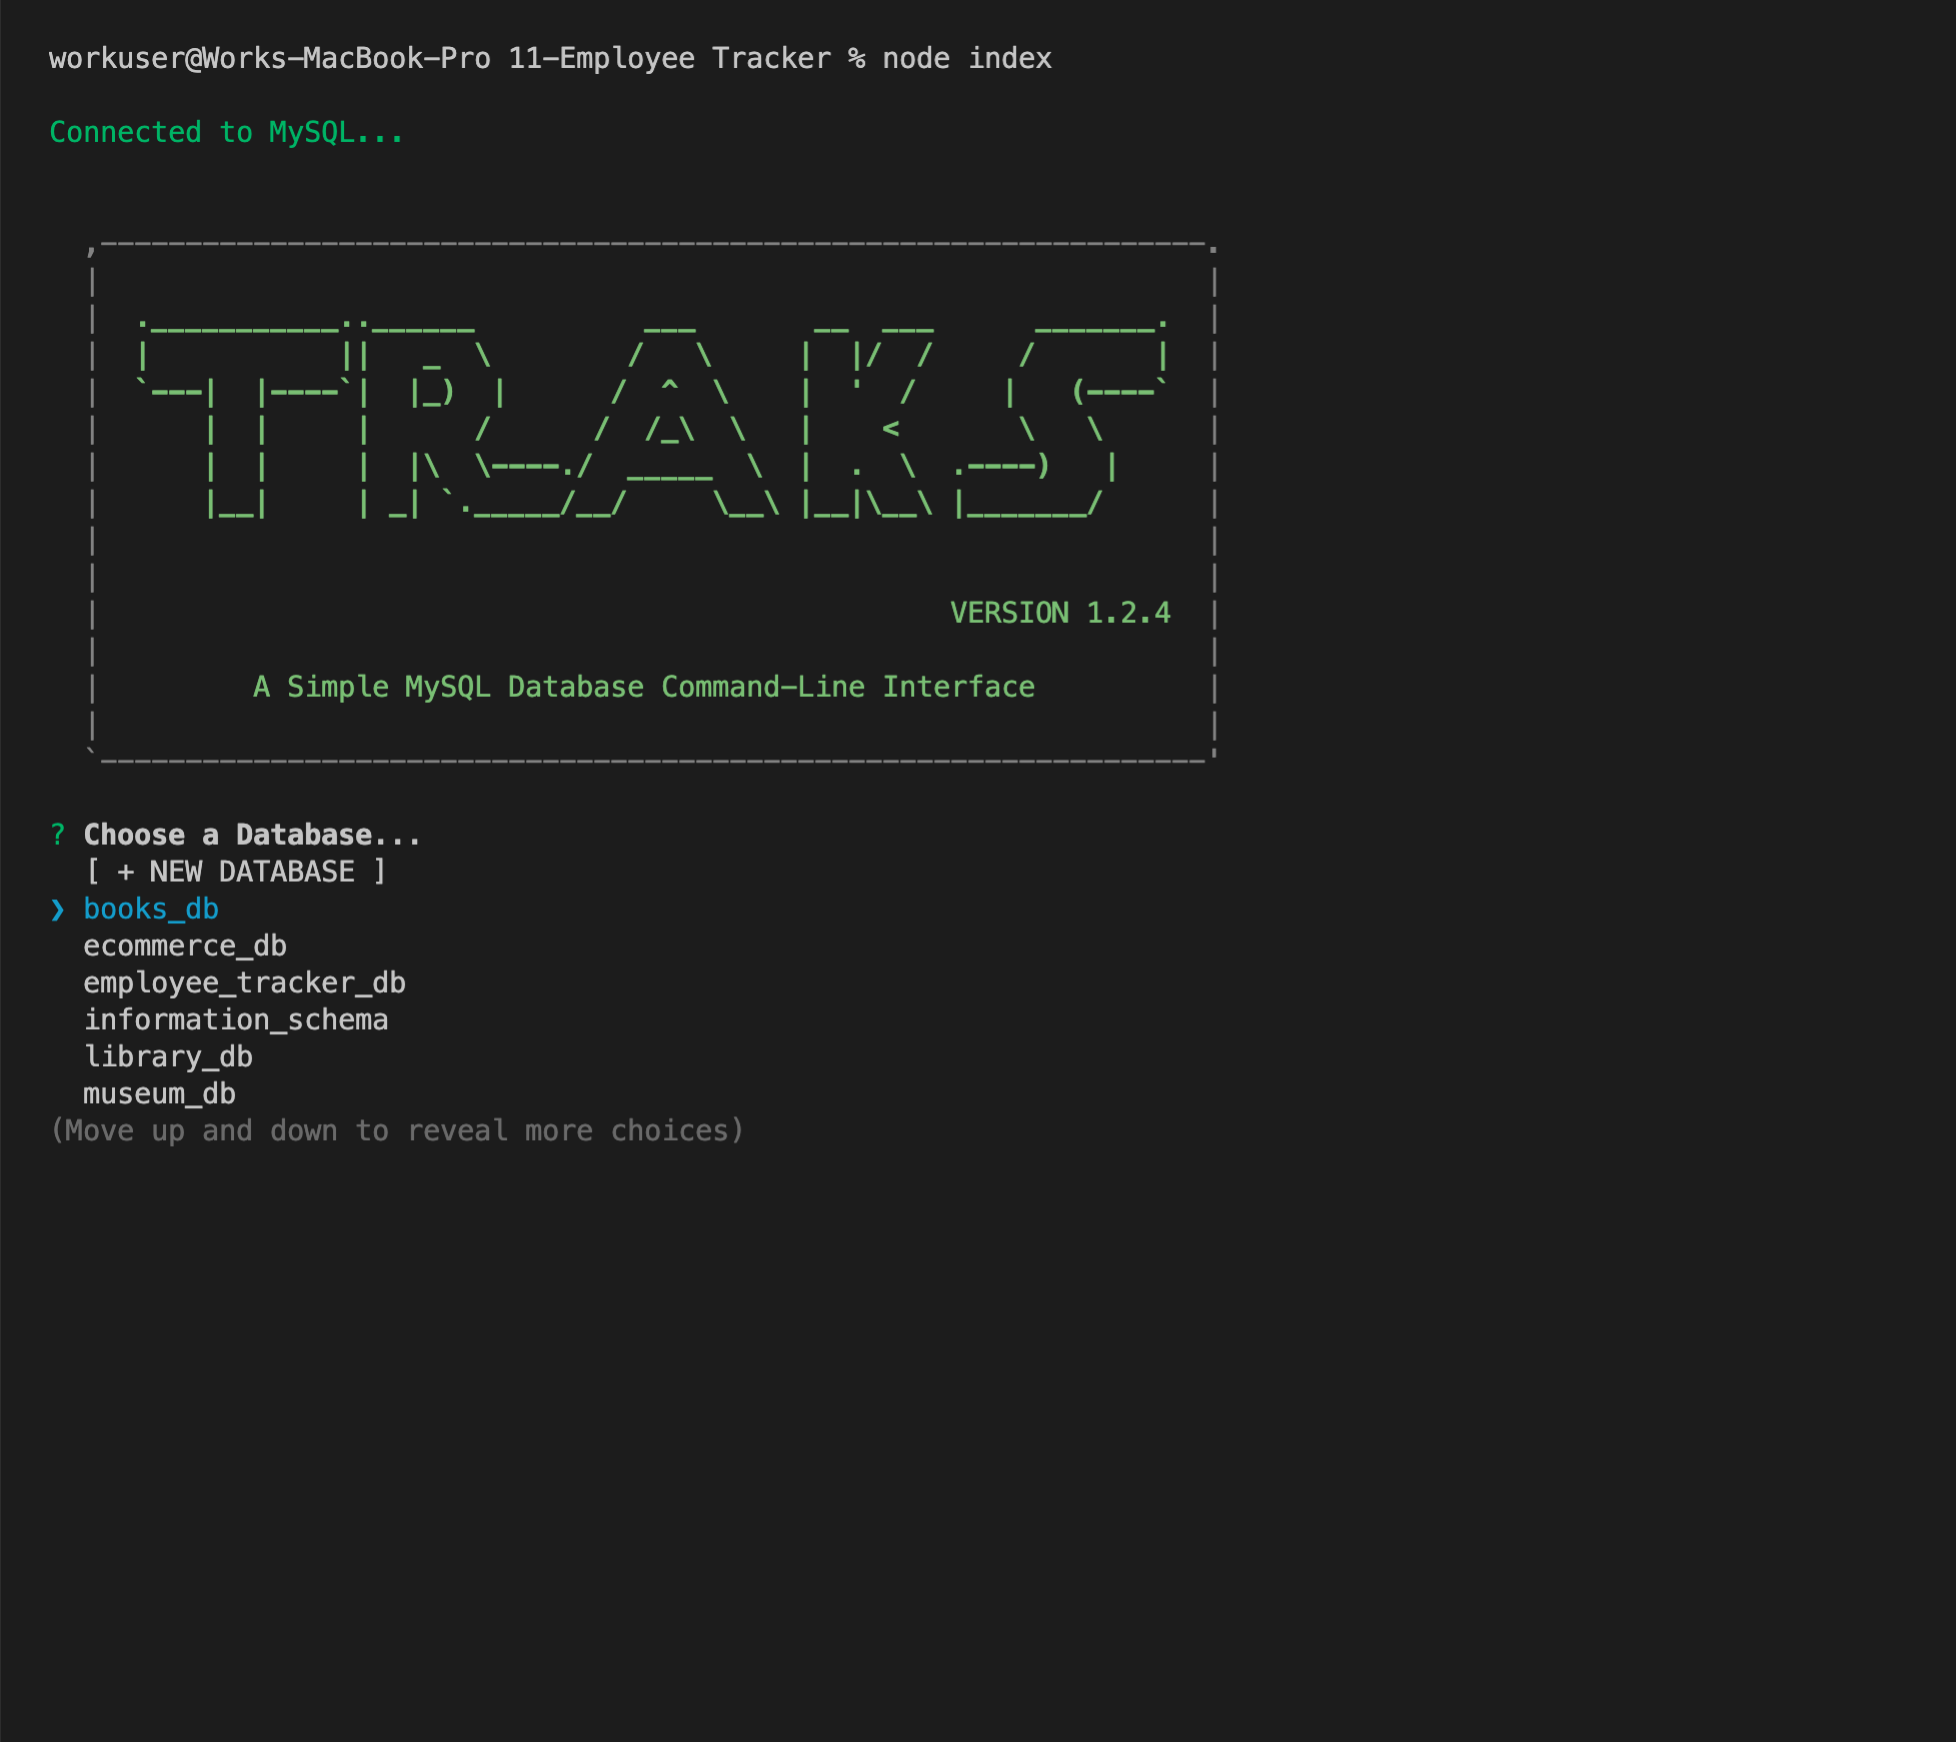 workuser@Works-MacBook-Pro 11-Employee Tracker % node index
Connected to MySQL...
TRAKS
VERSION 1.2.4
A Simple MySQL Database Command-Line Interface
? Choose a Database...
[ + NEW DATABASE ]
❯ books_db
ecommerce_db
employee_tracker_db
information_schema
library_db
museum_db
(Move up and down to reveal more choices)